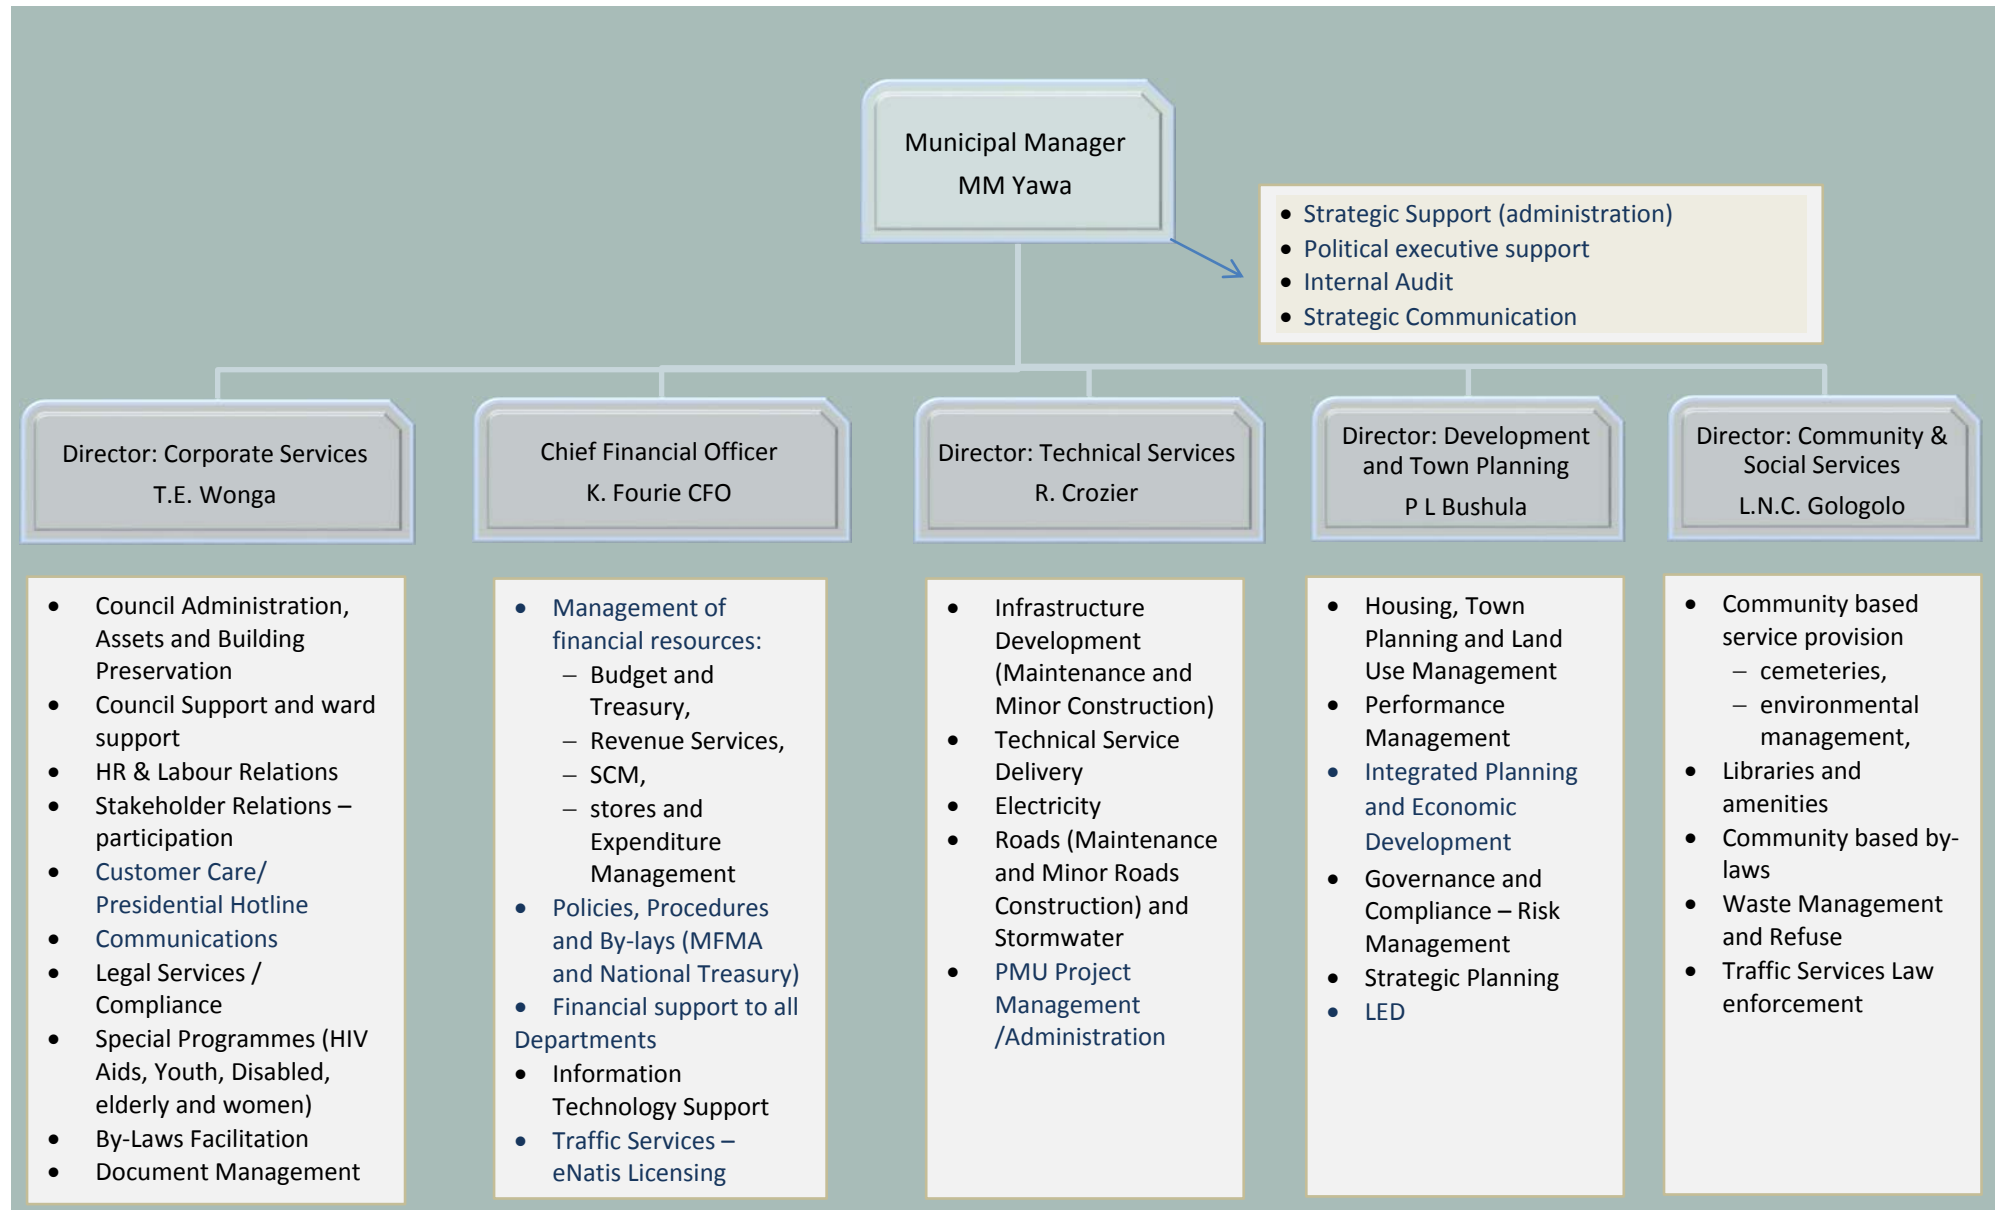 Municipal Manager
MM Yawa
• Strategic Support (administration)
• Political executive support
• Internal Audit
• Strategic Communication
Director: Corporate Services
T.E. Wonga
Chief Financial Officer
K. Fourie CFO
Director: Technical Services
R. Crozier
Director: Development
and Town Planning
P L Bushula
Director: Community &
Social Services
L.N.C. Gologolo
• Council Administration,
Assets and Building
Preservation
• Council Support and ward
support
• HR & Labour Relations
• Stakeholder Relations –
participation
• Customer Care/
Presidential Hotline
• Communications
• Legal Services /
Compliance
• Special Programmes (HIV
Aids, Youth, Disabled,
elderly and women)
• By-Laws Facilitation
• Document Management
• Management of
financial resources:
– Budget and
Treasury,
– Revenue Services,
– SCM,
– stores and
Expenditure
Management
• Policies, Procedures
and By-lays (MFMA
and National Treasury)
• Financial support to all
Departments
• Information
Technology Support
• Traffic Services –
eNatis Licensing
• Infrastructure
Development
(Maintenance and
Minor Construction)
• Technical Service
Delivery
• Electricity
• Roads (Maintenance
and Minor Roads
Construction) and
Stormwater
• PMU Project
Management
/Administration
• Housing, Town
Planning and Land
Use Management
• Performance
Management
• Integrated Planning
and Economic
Development
• Governance and
Compliance – Risk
Management
• Strategic Planning
• LED
• Community based
service provision
– cemeteries,
– environmental
management,
• Libraries and
amenities
• Community based by-
laws
• Waste Management
and Refuse
• Traffic Services Law
enforcement